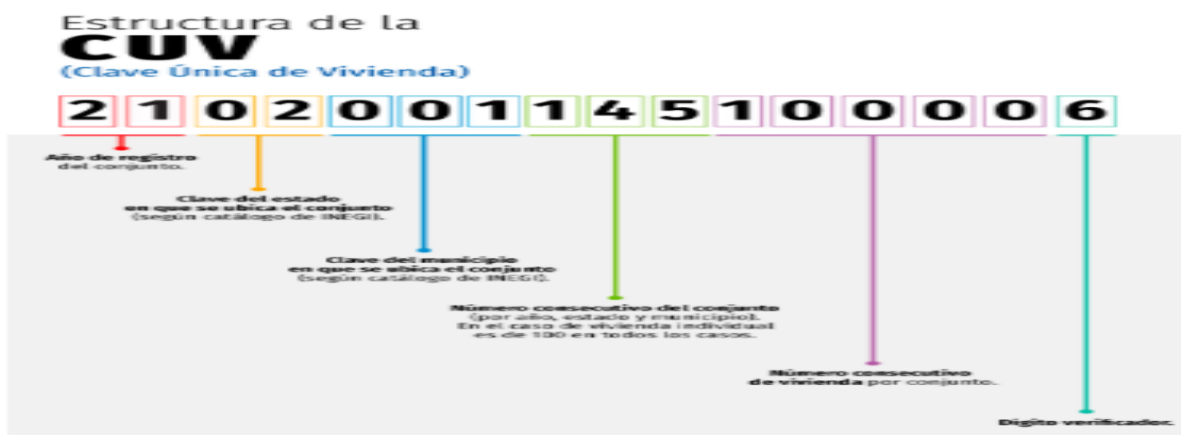 Estructura de la
CUV
(Clave Única de Vivienda)
2 1 0 2 0 0 1 1 4 5 1 0 0 0 0 6
Año de registro
del conjunto.
Clave del estado
en que se ubica el conjunto
(según catálogo de INEGI).
Clave del municipio
en que se ubica el conjunto
(según catálogo de INEGI).
Número consecutivo del conjunto
(por año, estado y municipio).
En el caso de vivienda individual
es de 100 en todos los casos.
Número consecutivo
de vivienda por conjunto.
Dígito verificador.